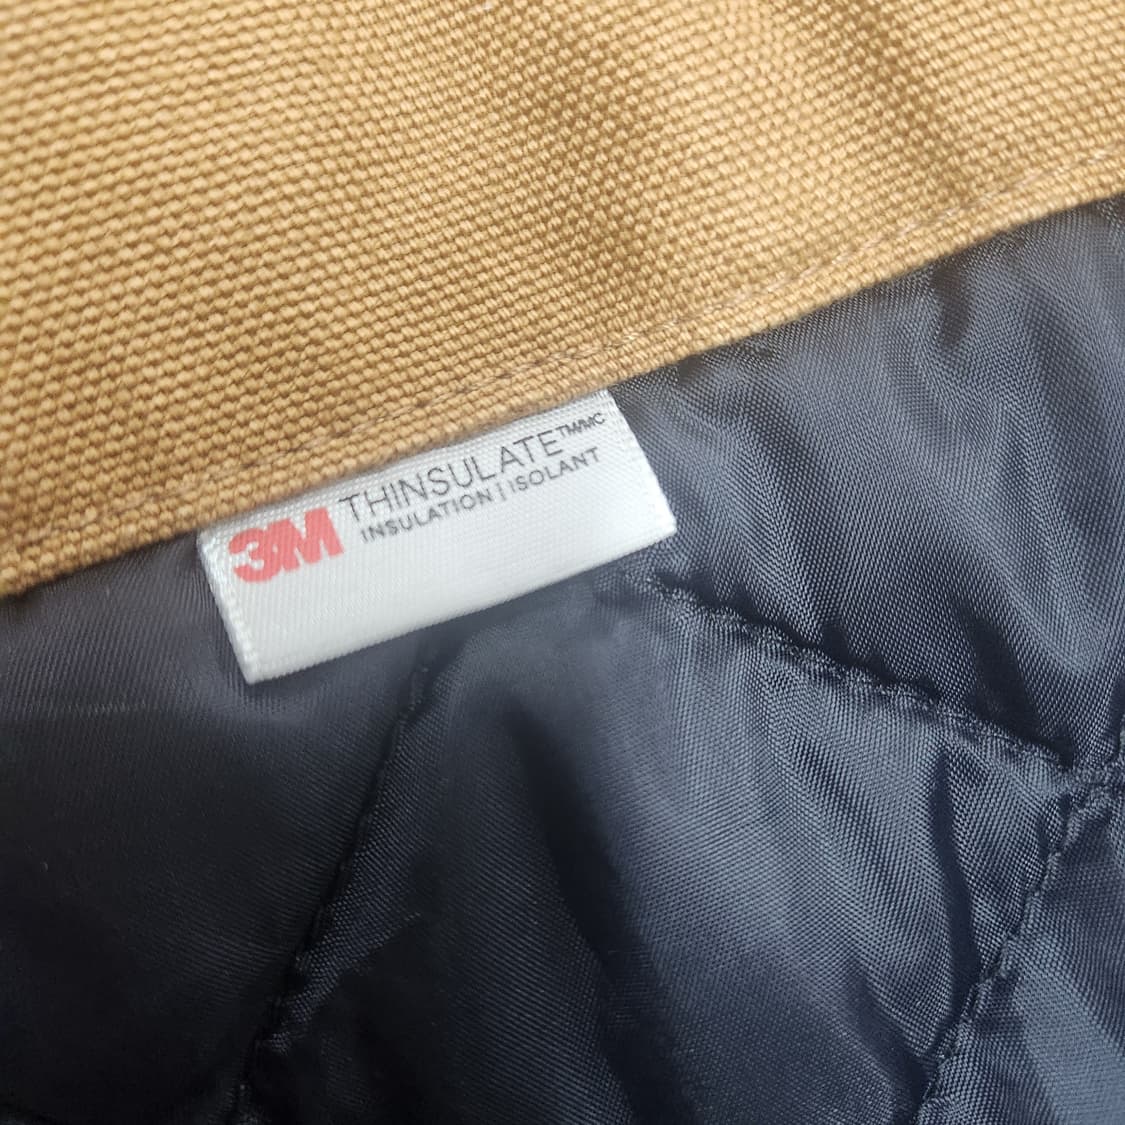 3M THINSULATE™/MC
INSULATION | ISOLANT